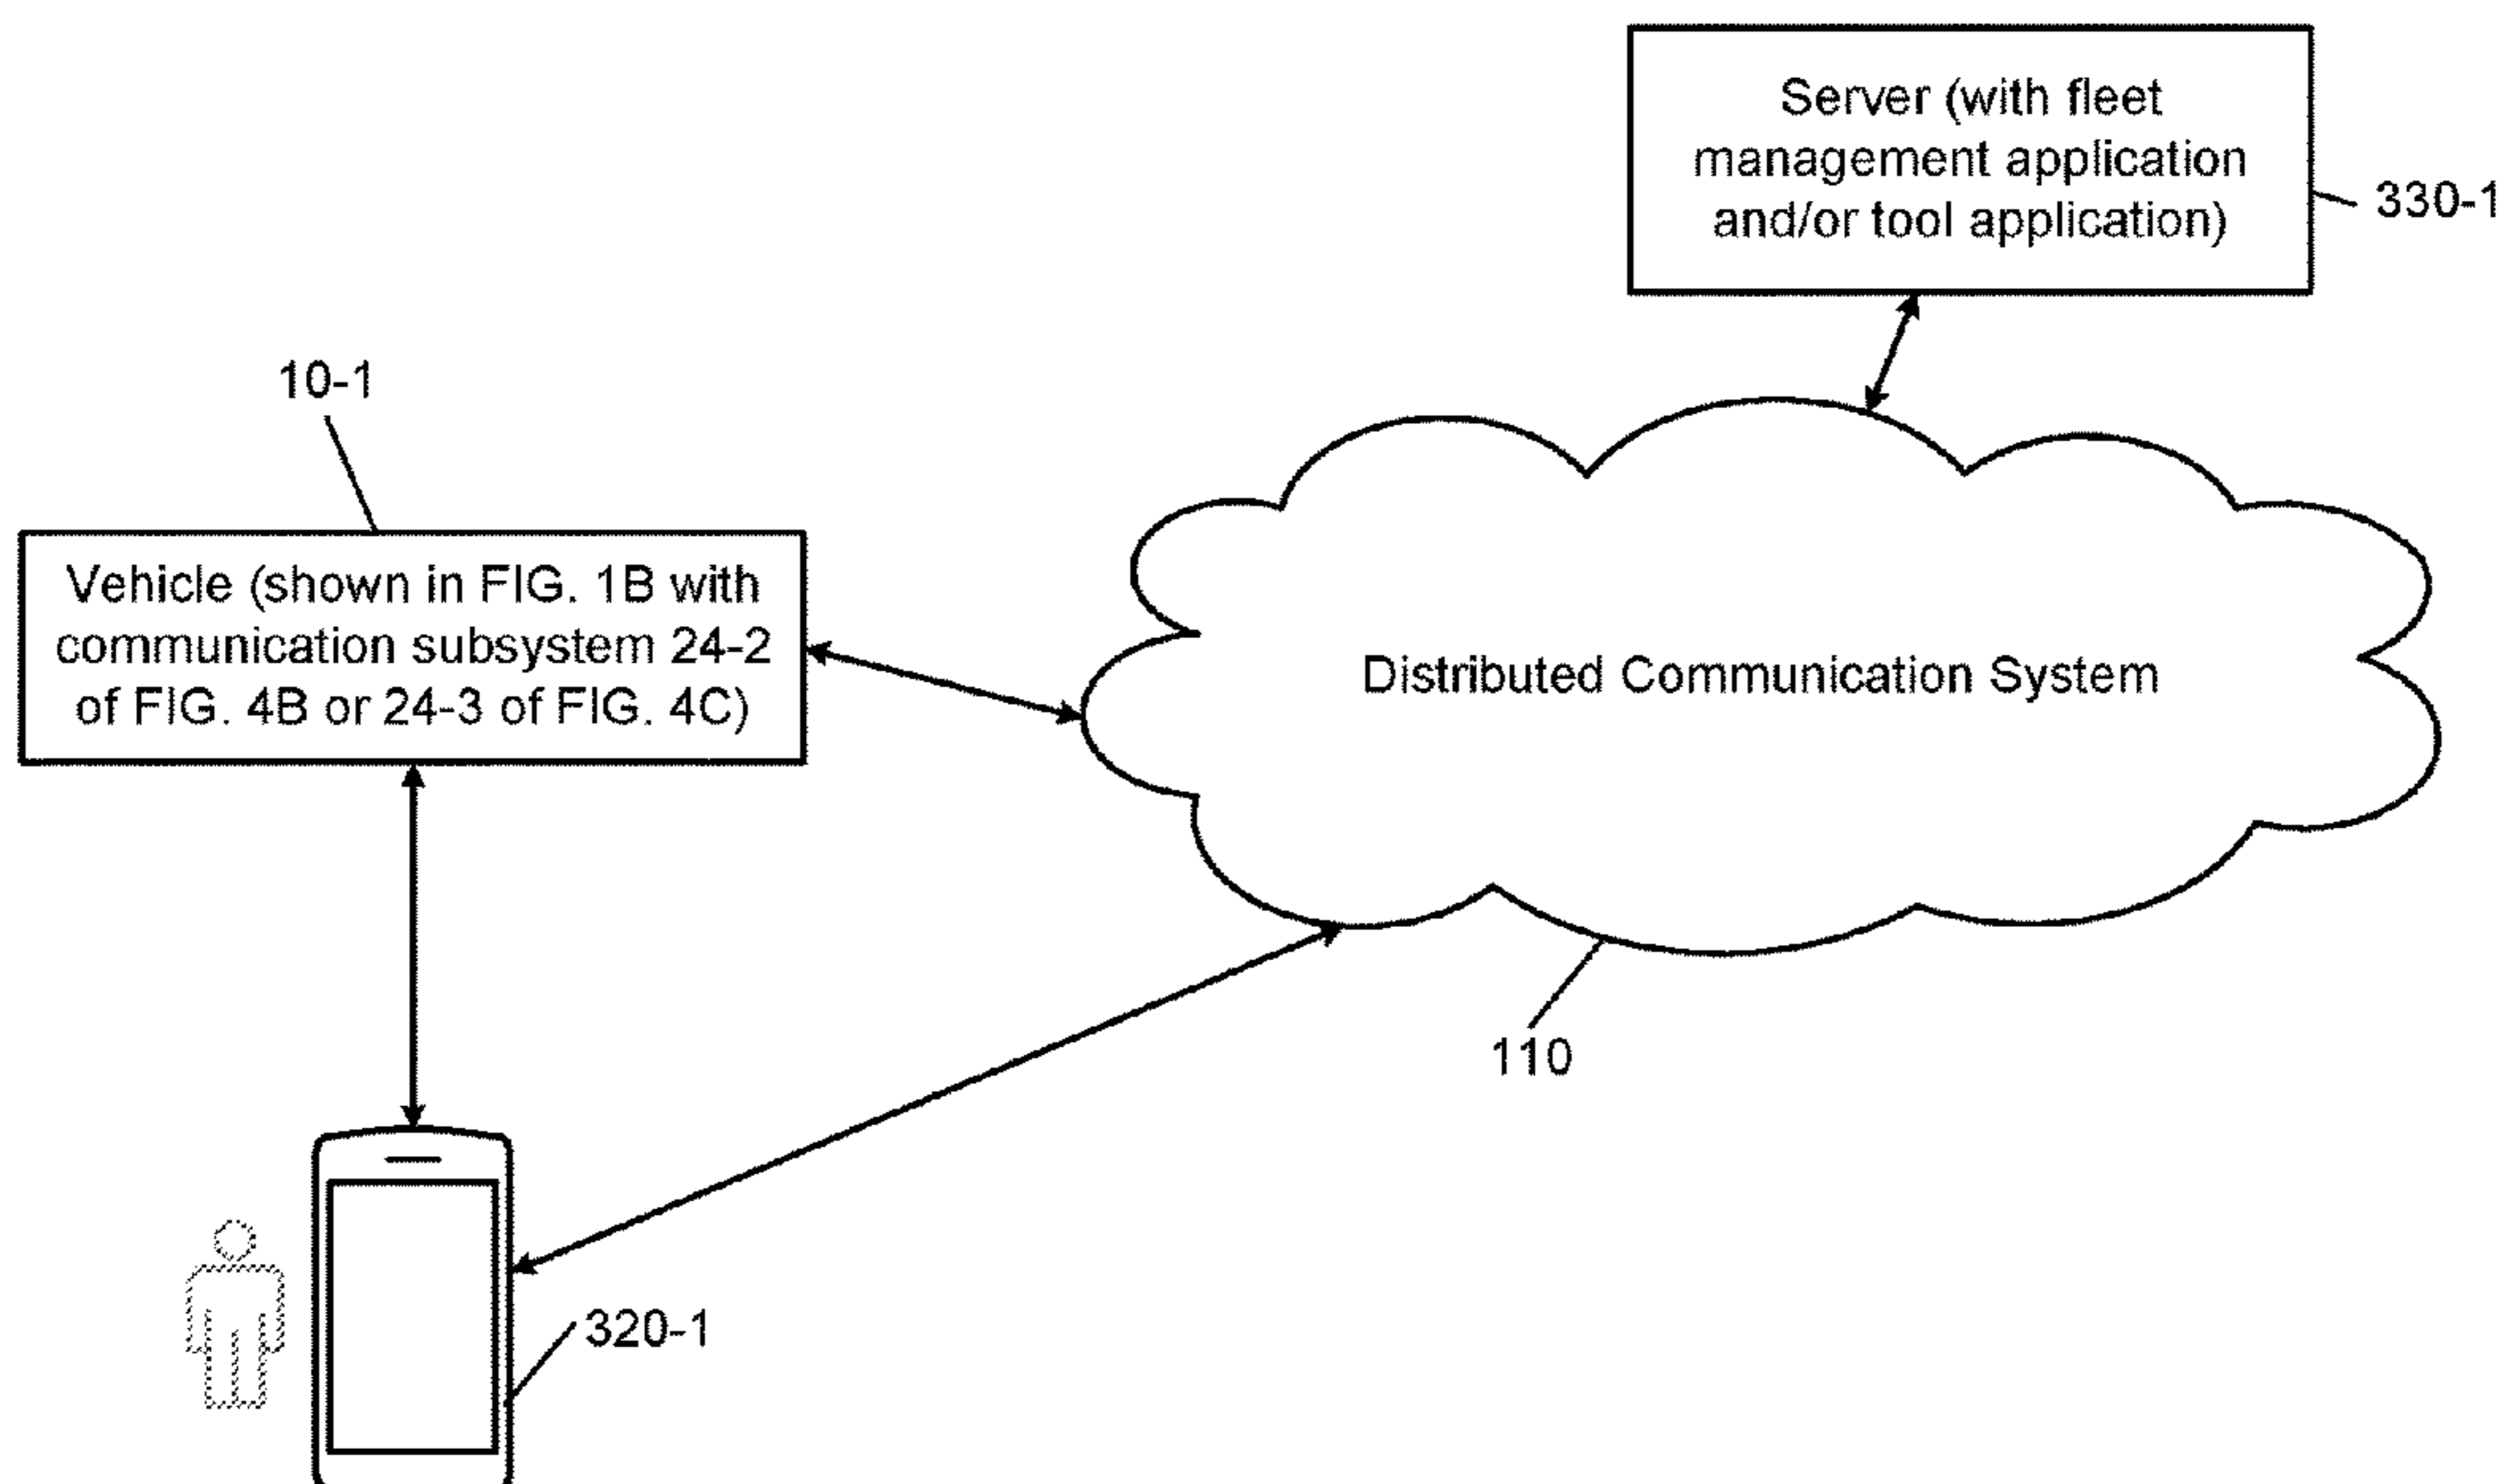 Server (with fleet
management application
and/or tool application)
330-1
10-1
Vehicle (shown in FIG. 1B with
communication subsystem 24-2
of FIG. 4B or 24-3 of FIG. 4C)
Distributed Communication System
110
320-1